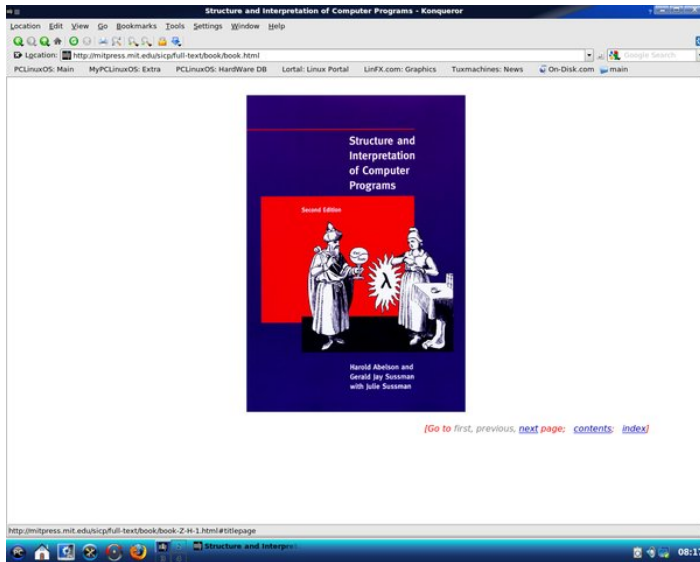 Structure and Interpretation of Computer Programs - Konqueror
Location Edit View Go Bookmarks Tools Settings Window Help
Location: http://mitpress.mit.edu/sicp/full-text/book/book.html Google Search
PCLinuxOS: Main MyPCLinuxOS: Extra PCLinuxOS: HardWare DB Lortal: Linux Portal LinFX.com: Graphics Tuxmachines: News On-Disk.com main
Structure and
Interpretation
of Computer
Programs
Second Edition
λ
Harold Abelson and
Gerald Jay Sussman
with Julie Sussman
[Go to first, previous, next page; contents; index]
http://mitpress.mit.edu/sicp/full-text/book/book-Z-H-1.html#titlepage
Structure and Interpre
08:17